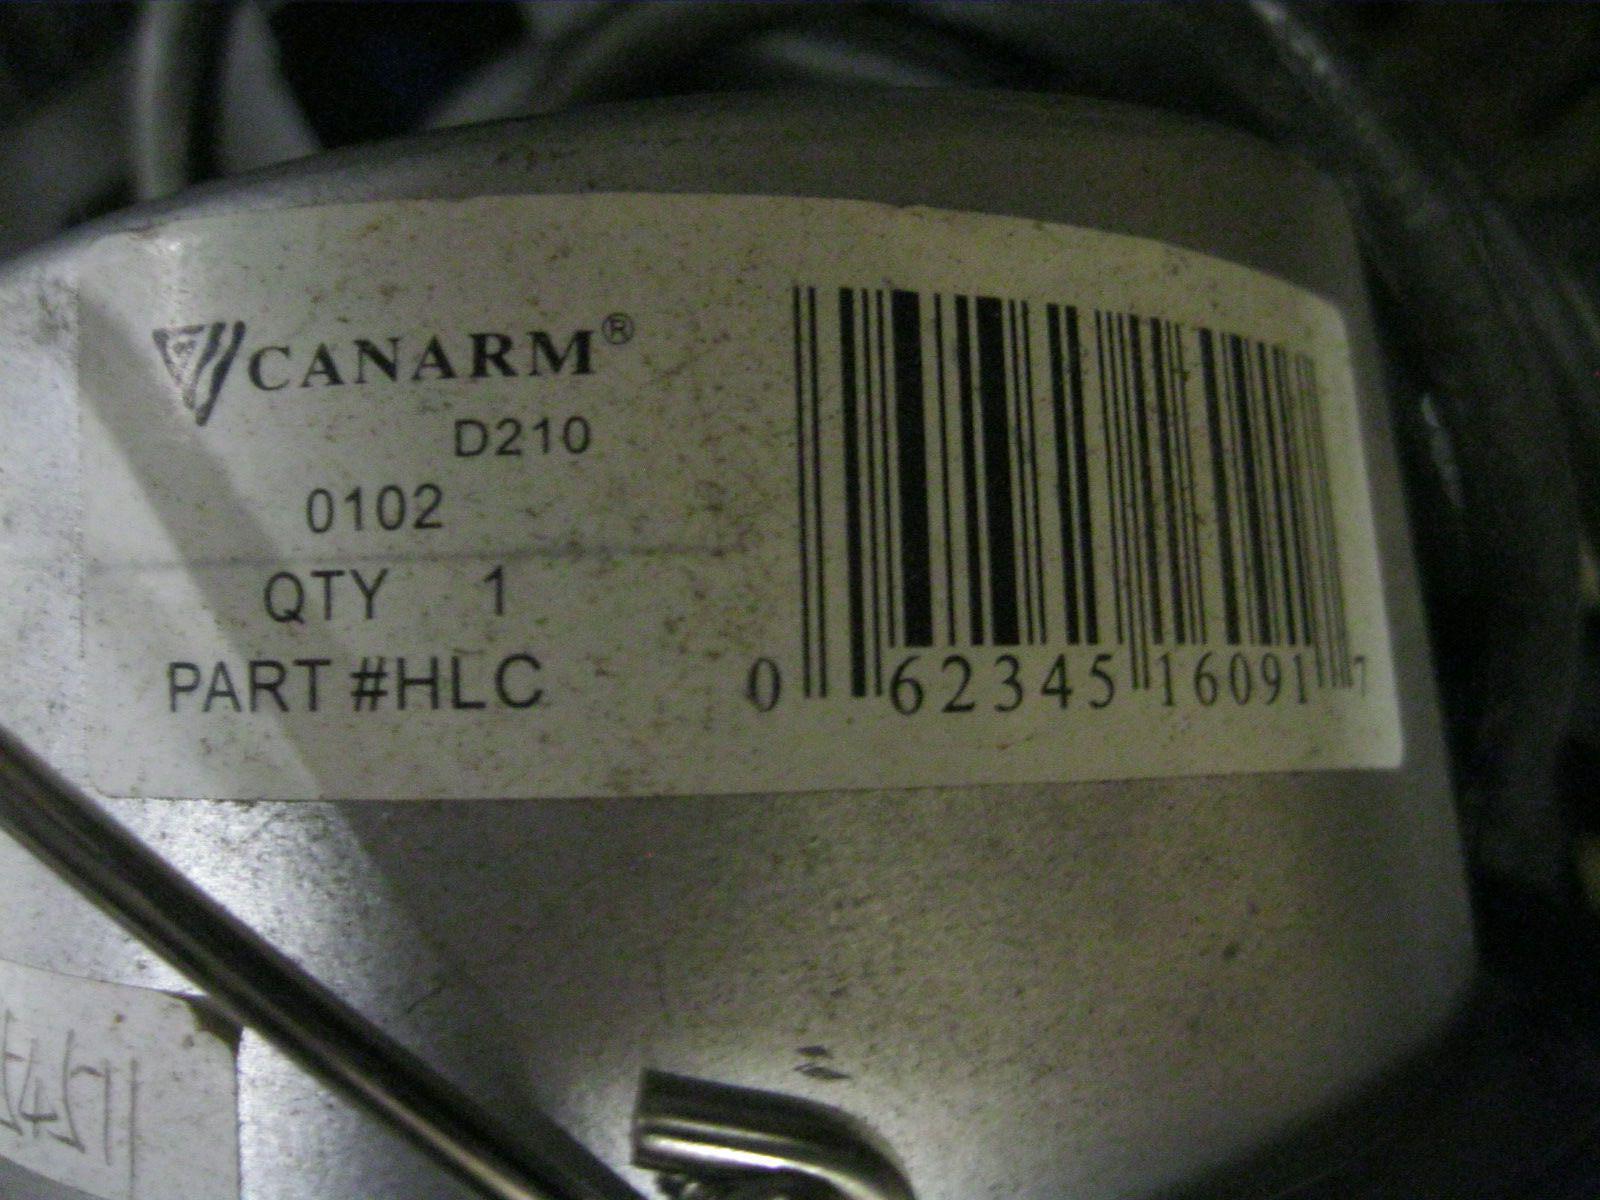 CANARM®
D210
0102
QTY 1
PART #HLC
0 62345 16091 7